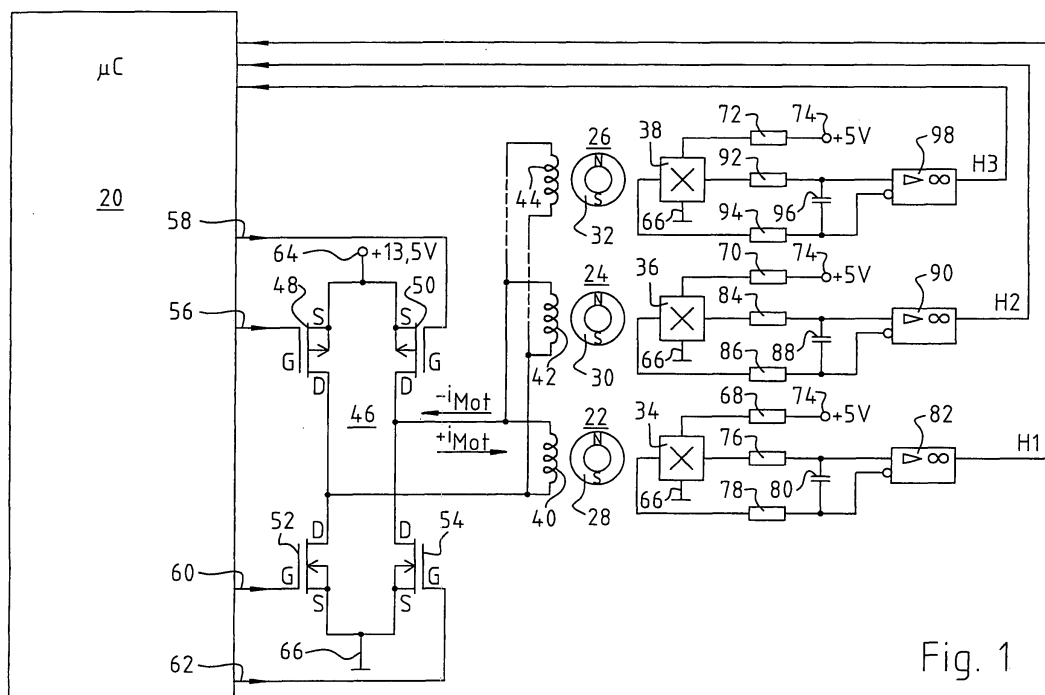 µC
20
58
56
60
62
64
+13,5V
48
50
S
S
G
G
D
D
46
-iMot
+iMot
52
54
D
D
G
G
S
S
66
26
N
S
44
32
24
N
S
42
30
22
N
S
40
28
38
66
72
74
+5V
92
94
96
98
H3
36
66
70
74
+5V
84
86
88
90
H2
34
66
68
74
+5V
76
78
80
82
H1
▷ ∞
▷ ∞
▷ ∞
Fig. 1